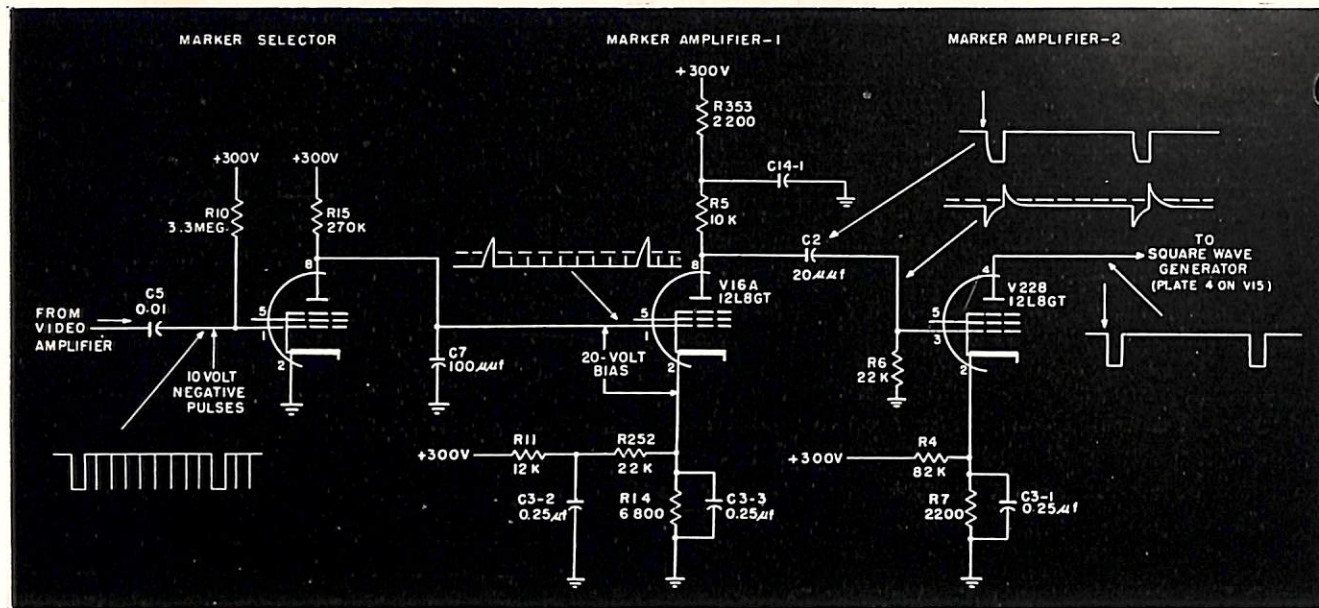 MARKER SELECTOR
MARKER AMPLIFIER-1
MARKER AMPLIFIER-2
+300V
R353
2200
+300V
+300V
C14-1
R10
3.3MEG.
R15
270K
R5
10K
8
C2
20μμf
8
V16A
12L8GT
TO
SQUARE WAVE
GENERATOR
(PLATE 4 ON V15)
4
V228
12L8GT
C5
0.01
FROM
VIDEO
AMPLIFIER
5
1
2
5
1
2
5
3
2
C7
100μμf
20-VOLT
BIAS
R6
22K
10 VOLT
NEGATIVE
PULSES
+300V
R11
12K
R252
22K
+300V
R4
82K
C3-2
0.25μf
R14
6800
C3-3
0.25μf
R7
2200
C3-1
0.25μf